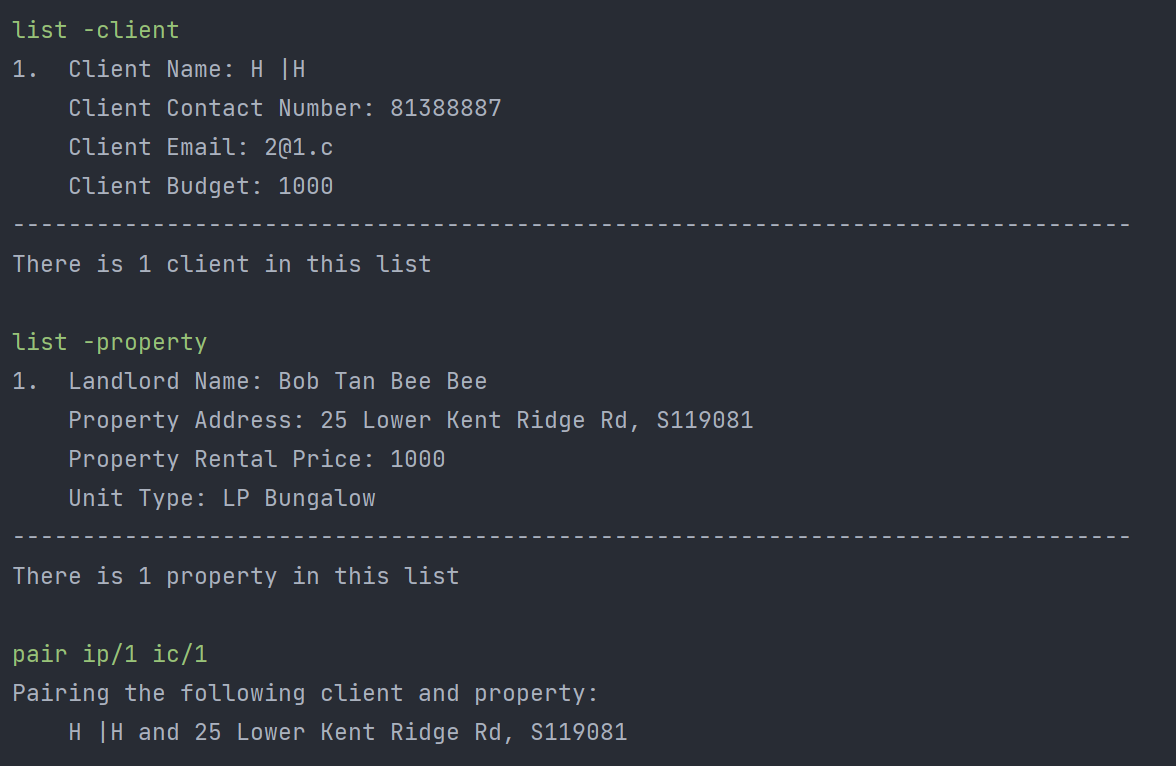 list -client
1.  Client Name: H |H
    Client Contact Number: 81388887
    Client Email: 2@1.c
    Client Budget: 1000
--------------------------------------------------------------------------------
There is 1 client in this list

list -property
1.  Landlord Name: Bob Tan Bee Bee
    Property Address: 25 Lower Kent Ridge Rd, S119081
    Property Rental Price: 1000
    Unit Type: LP Bungalow
--------------------------------------------------------------------------------
There is 1 property in this list

pair ip/1 ic/1
Pairing the following client and property:
    H |H and 25 Lower Kent Ridge Rd, S119081